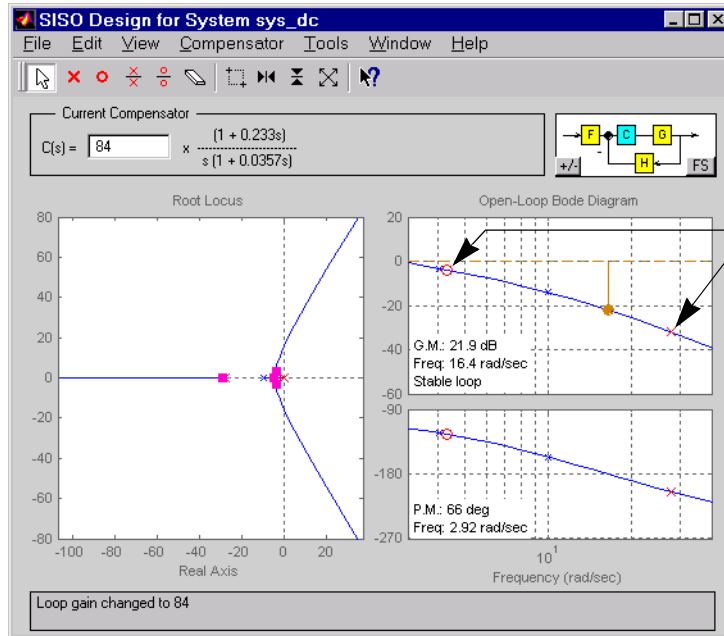 SISO Design for System sys_dc
File Edit View Compensator Tools Window Help
Current Compensator
C(s) = 84 x (1 + 0.233s)
s (1 + 0.0357s)
F C G
-
H
+/- FS
Root Locus
80
60
40
20
0
-20
-40
-60
-80
-100 -80 -60 -40 -20 0 20
Real Axis
Open-Loop Bode Diagram
20
0
-20
-40
-60
G.M.: 21.9 dB
Freq: 16.4 rad/sec
Stable loop
-90
-180
-270
P.M.: 66 deg
Freq: 2.92 rad/sec
10^1
Frequency (rad/sec)
Loop gain changed to 84